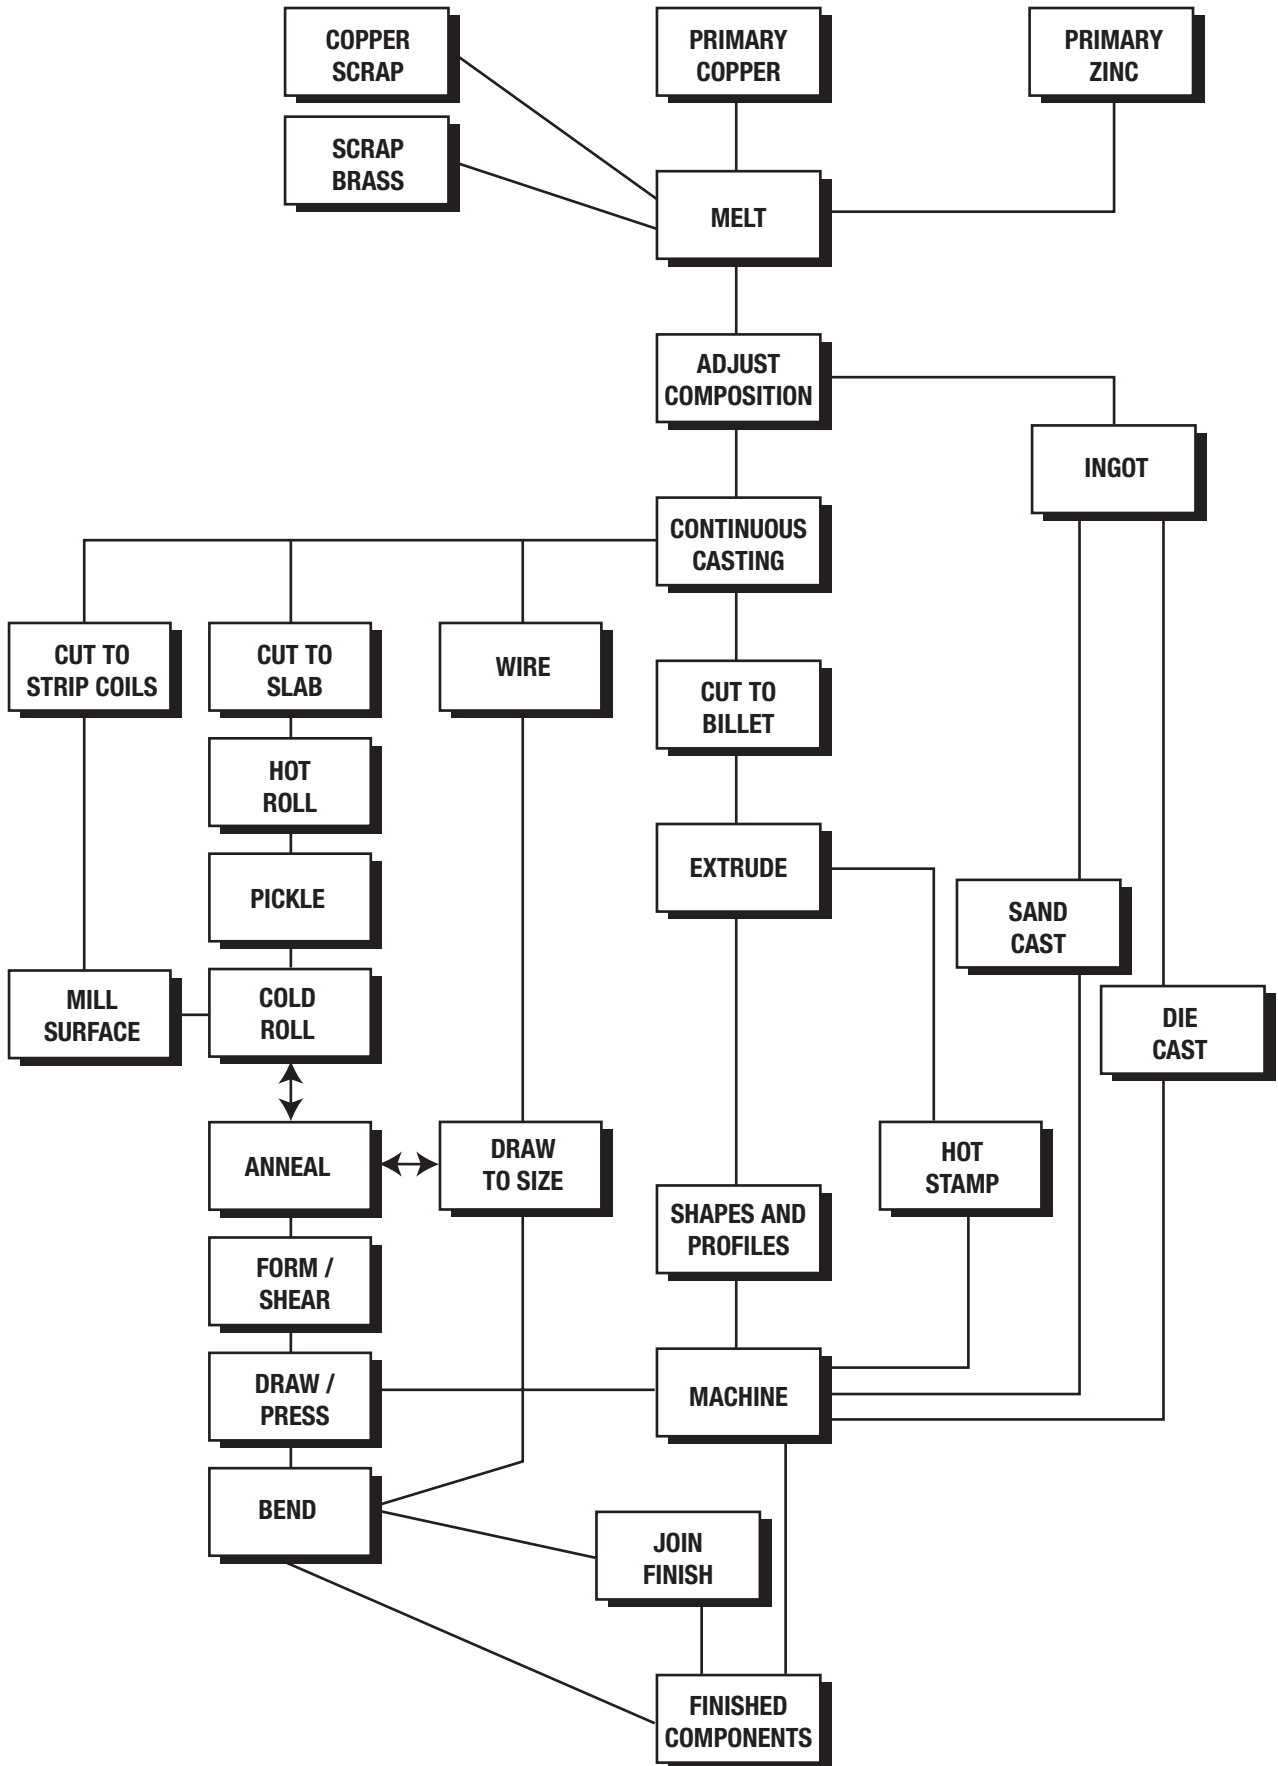 COPPER
SCRAP
PRIMARY
COPPER
PRIMARY
ZINC
SCRAP
BRASS
MELT
ADJUST
COMPOSITION
INGOT
CONTINUOUS
CASTING
CUT TO
STRIP COILS
CUT TO
SLAB
WIRE
CUT TO
BILLET
HOT
ROLL
EXTRUDE
PICKLE
SAND
CAST
MILL
SURFACE
COLD
ROLL
DIE
CAST
ANNEAL
DRAW
TO SIZE
HOT
STAMP
SHAPES AND
PROFILES
FORM /
SHEAR
DRAW /
PRESS
MACHINE
BEND
JOIN
FINISH
FINISHED
COMPONENTS